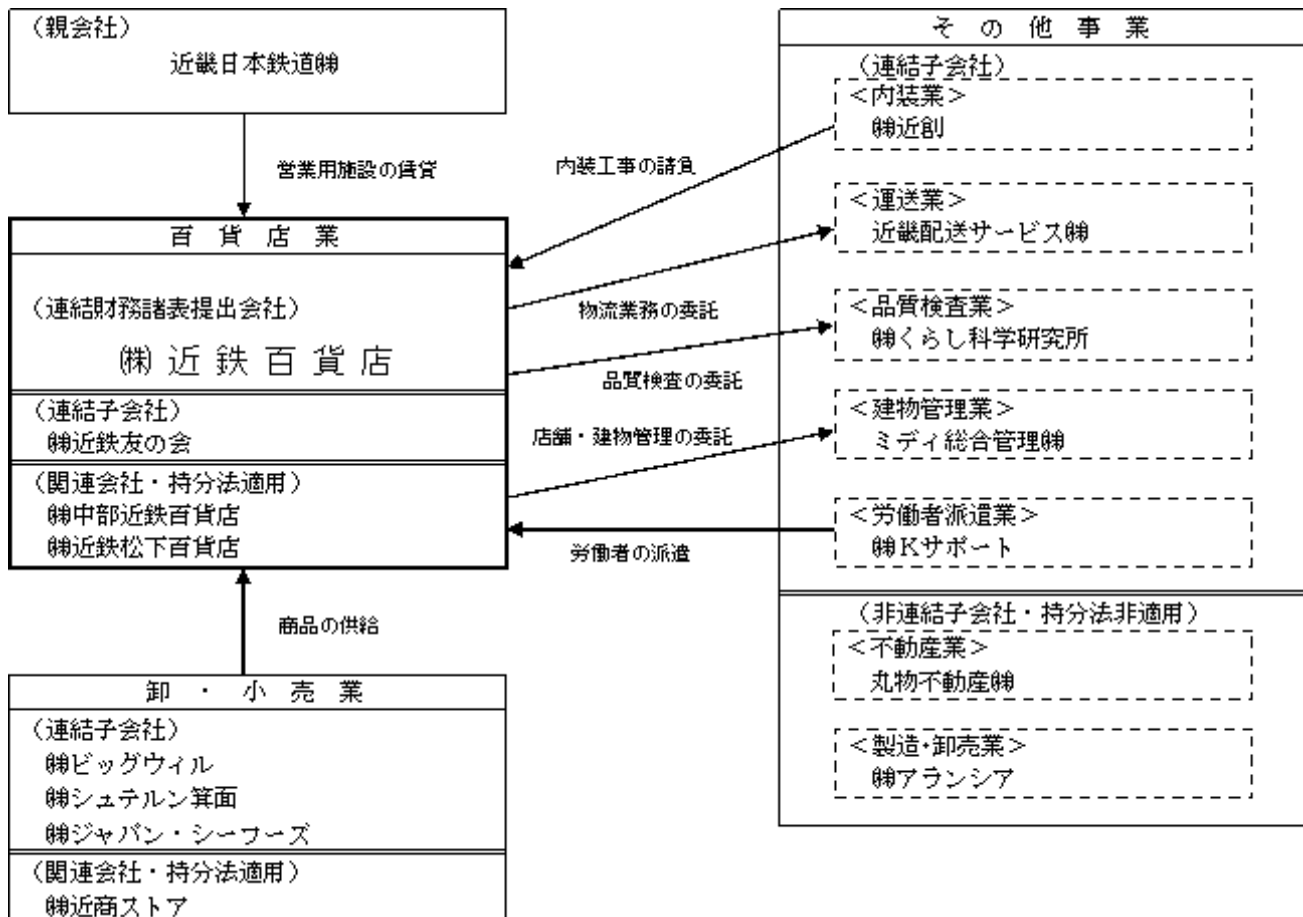 (親会社)
近畿日本鉄道㈱
営業用施設の賃貸
百貨店業
(連結財務諸表提出会社)
㈱近鉄百貨店
(連結子会社)
㈱近鉄友の会
(関連会社・持分法適用)
㈱中部近鉄百貨店
㈱近鉄松下百貨店
商品の供給
卸・小売業
(連結子会社)
㈱ビッグウィル
㈱シュテルン箕面
㈱ジャパン・シーフーズ
(関連会社・持分法適用)
㈱近商ストア
内装工事の請負
物流業務の委託
品質検査の委託
店舗・建物管理の委託
労働者の派遣
その他事業
(連結子会社)
<内装業>
㈱近創
<運送業>
近畿配送サービス㈱
<品質検査業>
㈱くらし科学研究所
<建物管理業>
ミディ総合管理㈱
<労働者派遣業>
㈱Kサポート
(非連結子会社・持分法非適用)
<不動産業>
丸物不動産㈱
<製造・卸売業>
㈱アランシア